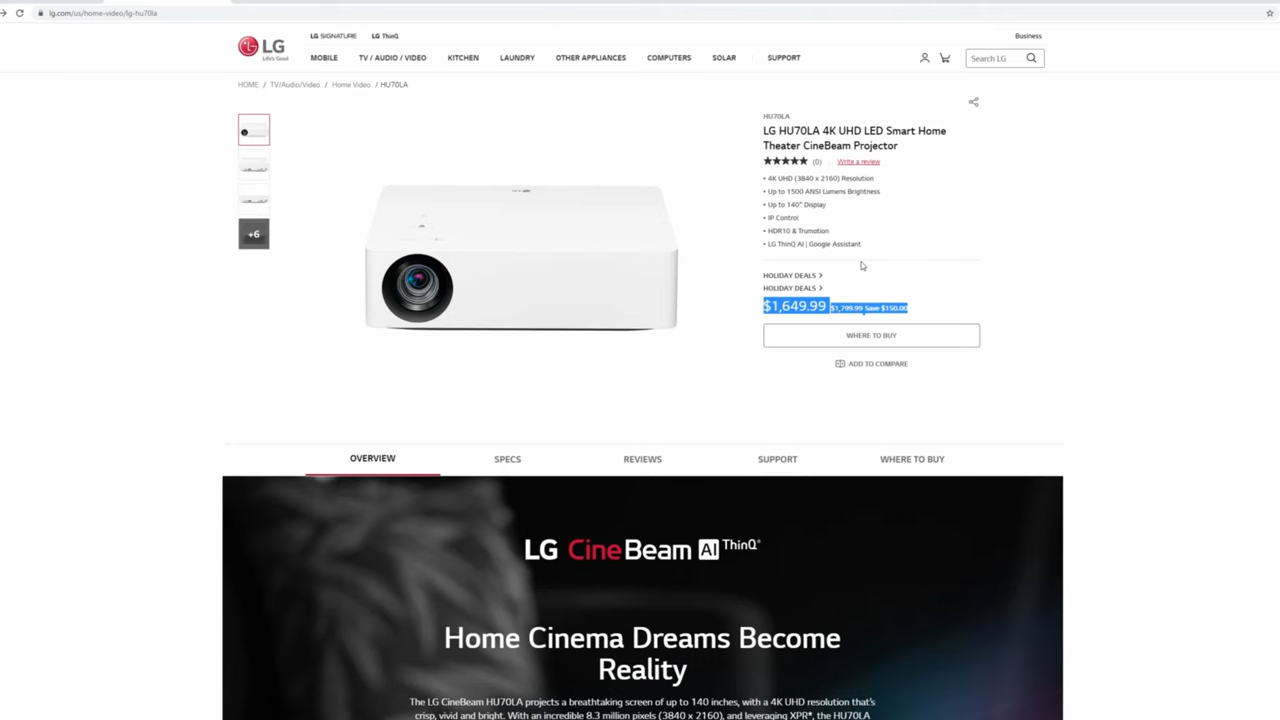 lg.com/us/home-video/lg-hu70la
LG SIGNATURE LG ThinQ Business
LG
Life's Good
MOBILE TV / AUDIO / VIDEO KITCHEN LAUNDRY OTHER APPLIANCES COMPUTERS SOLAR SUPPORT Search LG
HOME / TV/Audio/Video / Home Video / HU70LA
HU70LA
LG HU70LA 4K UHD LED Smart Home
Theater CineBeam Projector
(0) Write a review
• 4K UHD (3840 x 2160) Resolution
• Up to 1500 ANSI Lumens Brightness
• Up to 140" Display
• IP Control
• HDR10 & Trumotion
• LG ThinQ AI | Google Assistant
+6
HOLIDAY DEALS >
HOLIDAY DEALS >
$1,649.99 $1,799.99 Save $150.00
WHERE TO BUY
ADD TO COMPARE
OVERVIEW SPECS REVIEWS SUPPORT WHERE TO BUY
LG CineBeam AI ThinQ®
Home Cinema Dreams Become
Reality
The LG CineBeam HU70LA projects a breathtaking screen of up to 140 inches, with a 4K UHD resolution that's
crisp, vivid and bright. With an incredible 8.3 million pixels (3840 x 2160), and leveraging XPR*, the HU70LA